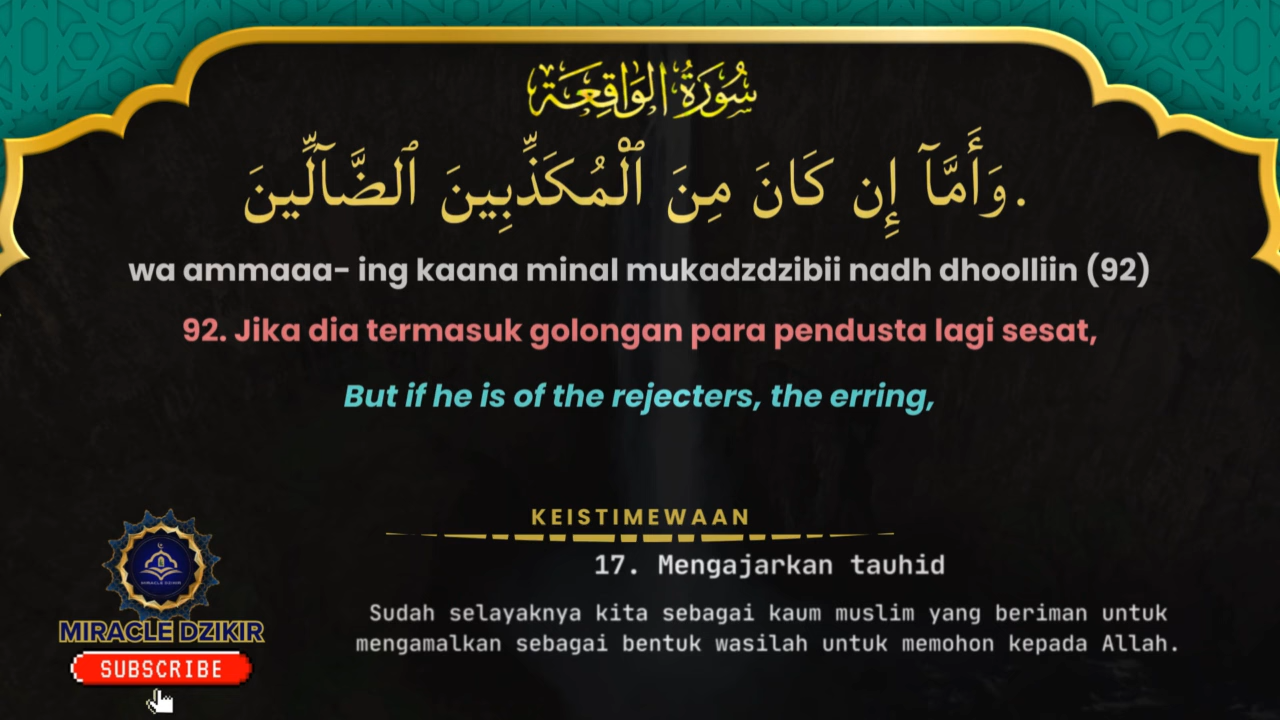 سُورَةُ الوَاقِعَة
وَأَمَّآ إِن كَانَ مِنَ ٱلْمُكَذِّبِينَ ٱلضَّآلِّينَ.
wa ammaaa- ing kaana minal mukadzdzibii nadh dhoolliin (92)
92. Jika dia termasuk golongan para pendusta lagi sesat,
But if he is of the rejecters, the erring,
KEISTIMEWAAN
17. Mengajarkan tauhid
Sudah selayaknya kita sebagai kaum muslim yang beriman untuk
mengamalkan sebagai bentuk wasilah untuk memohon kepada Allah.
MIRACLE DZIKIR
MIRACLE DZIKIR
SUBSCRIBE